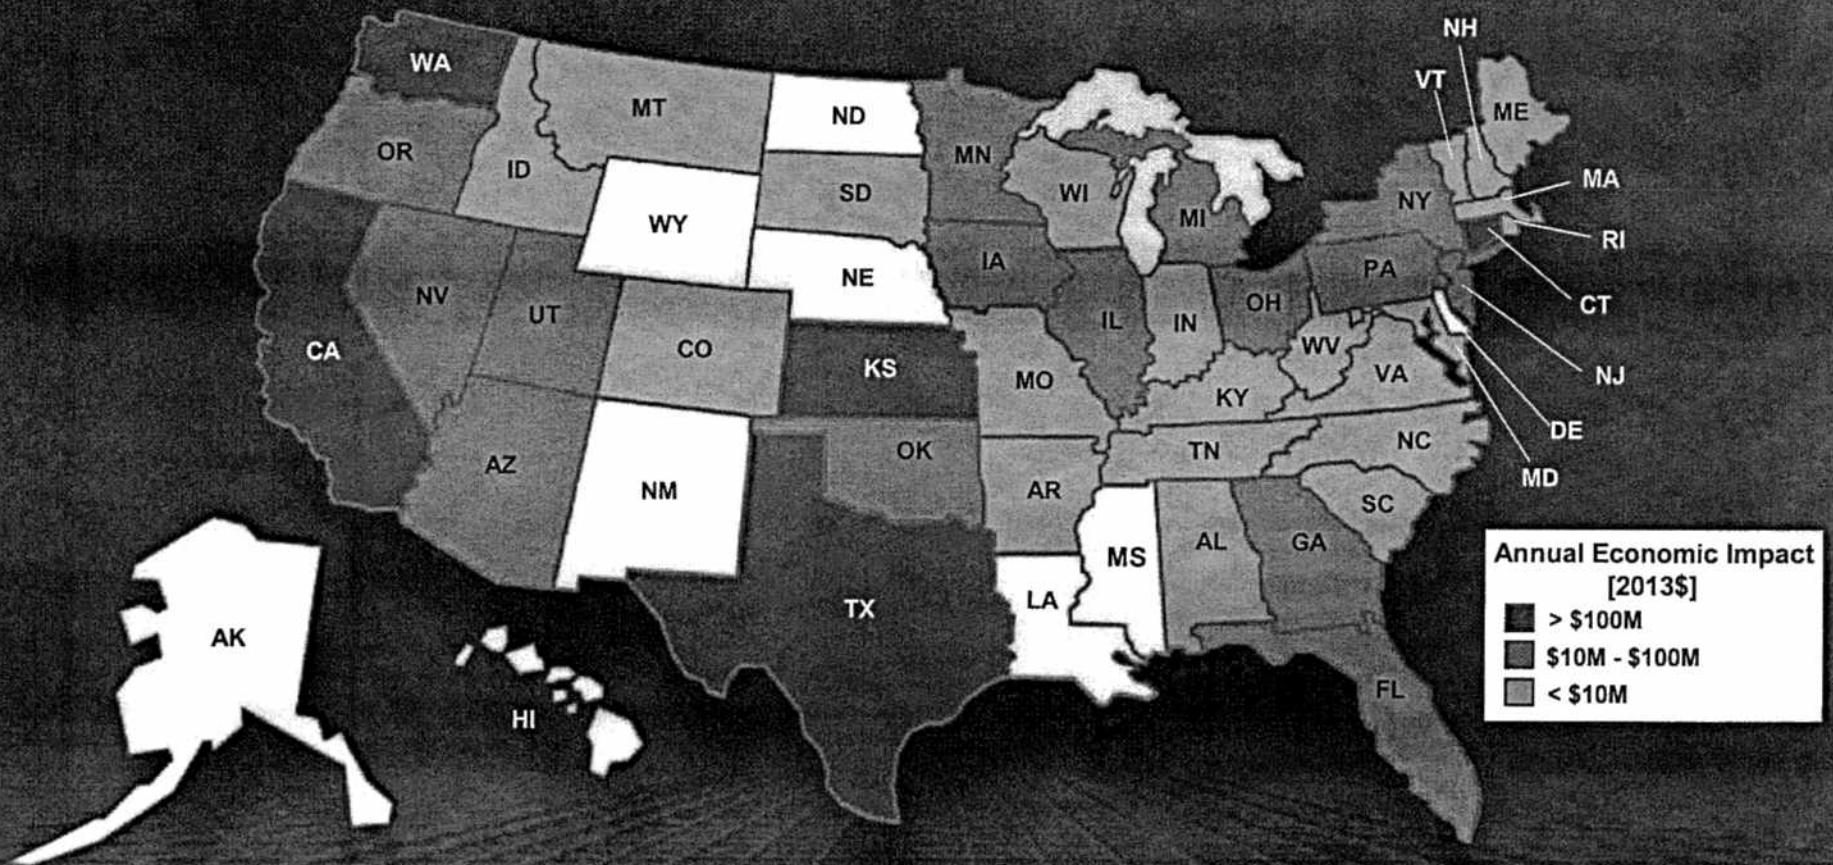 NH
WA
VT
MT
ND
ME
OR
MN
ID
SD
WI
MA
WY
MI
NY
RI
NE
IA
PA
NV
UT
OH
CT
CA
CO
IL
IN
WV
KS
MO
VA
NJ
KY
DE
OK
TN
NC
AZ
MD
NM
AR
SC
MS
AL
GA
LA
TX
AK
HI
FL
Annual Economic Impact
[2013$]
> $100M
$10M - $100M
< $10M